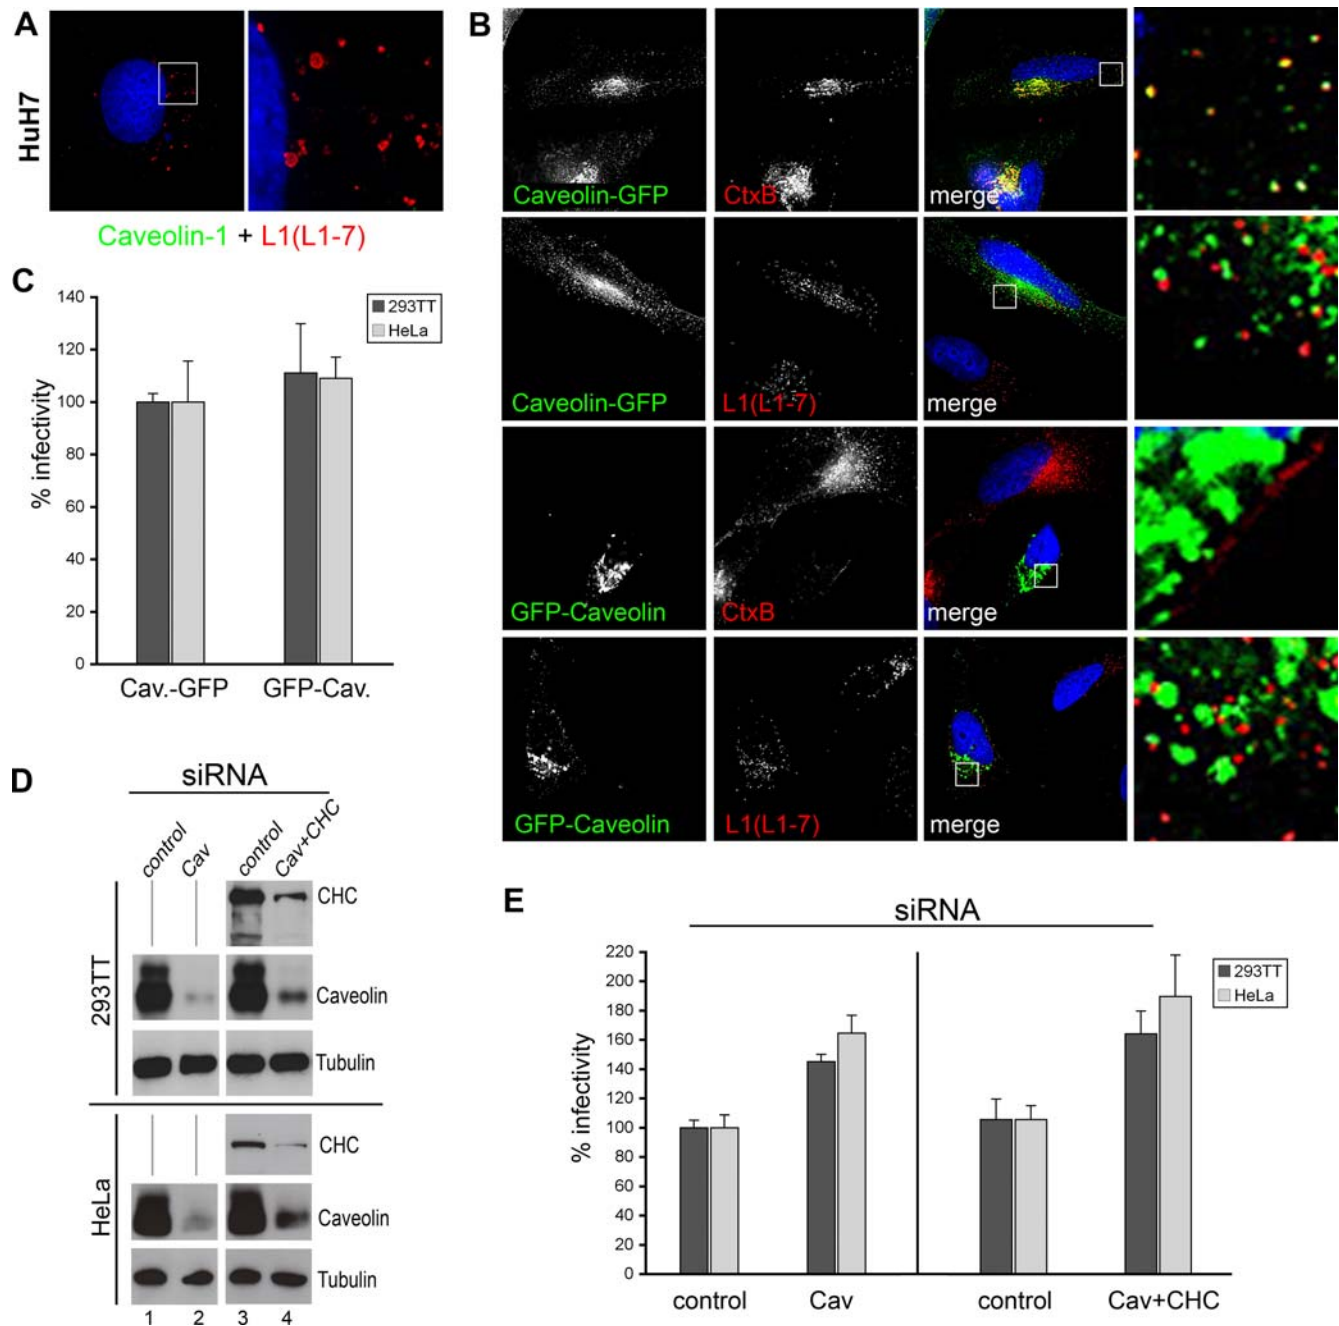 A
HuH7
Caveolin-1 + L1(L1-7)
B
Caveolin-GFP
CtxB
merge
Caveolin-GFP
L1(L1-7)
merge
GFP-Caveolin
CtxB
merge
GFP-Caveolin
L1(L1-7)
merge
C
% infectivity
140
120
100
80
60
40
20
0
293TT
HeLa
Cav.-GFP
GFP-Cav.
D
siRNA
control
Cav
control
Cav+CHC
293TT
CHC
Caveolin
Tubulin
HeLa
CHC
Caveolin
Tubulin
1 2 3 4
E
siRNA
% infectivity
220
200
180
160
140
120
100
80
60
40
20
0
293TT
HeLa
control
Cav
control
Cav+CHC